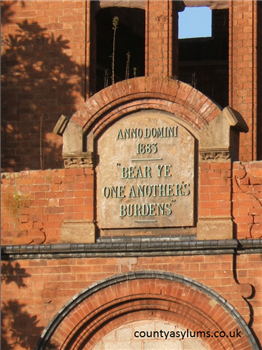 ANNO DOMINI
1883
"BEAR YE
ONE ANOTHER'S
BURDENS"
countyasylums.co.uk